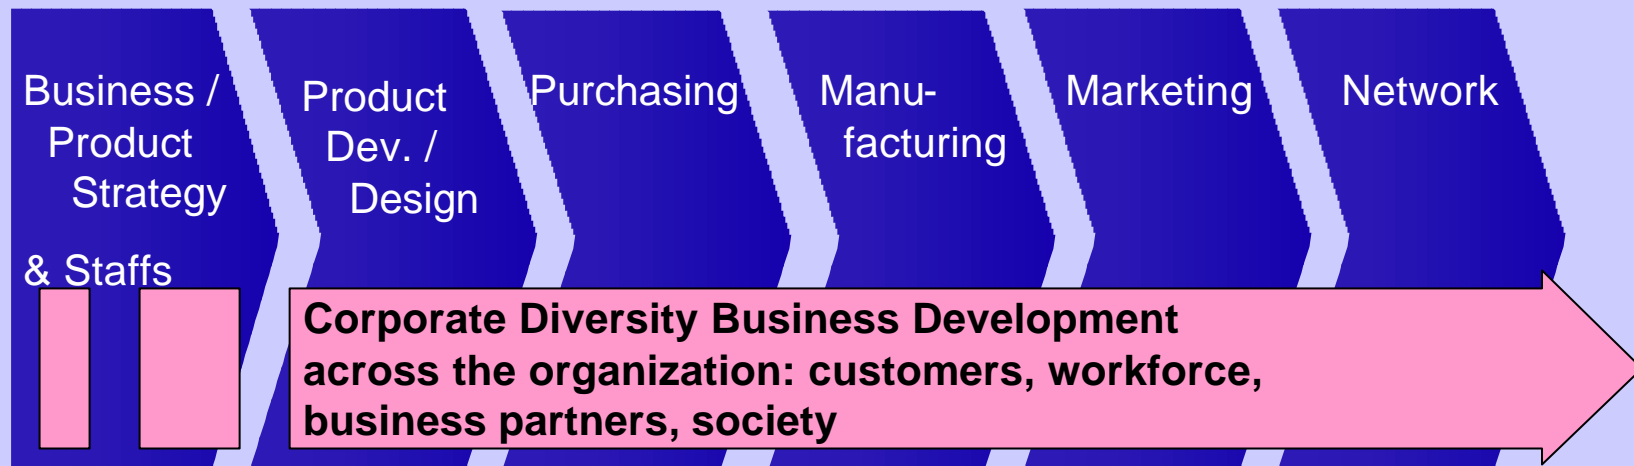 Business /
Product
Strategy
& Staffs
Product
Dev. /
Design
Purchasing
Manu-
facturing
Marketing
Network
Corporate Diversity Business Development
across the organization: customers, workforce,
business partners, society